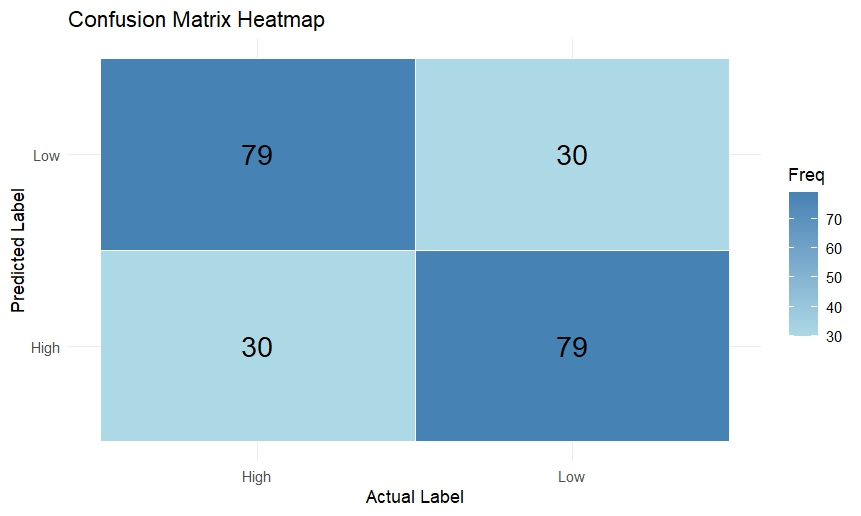 Confusion Matrix Heatmap
Predicted Label
Low
79
30
High
30
79
High
Low
Actual Label
Freq
70
60
50
40
30